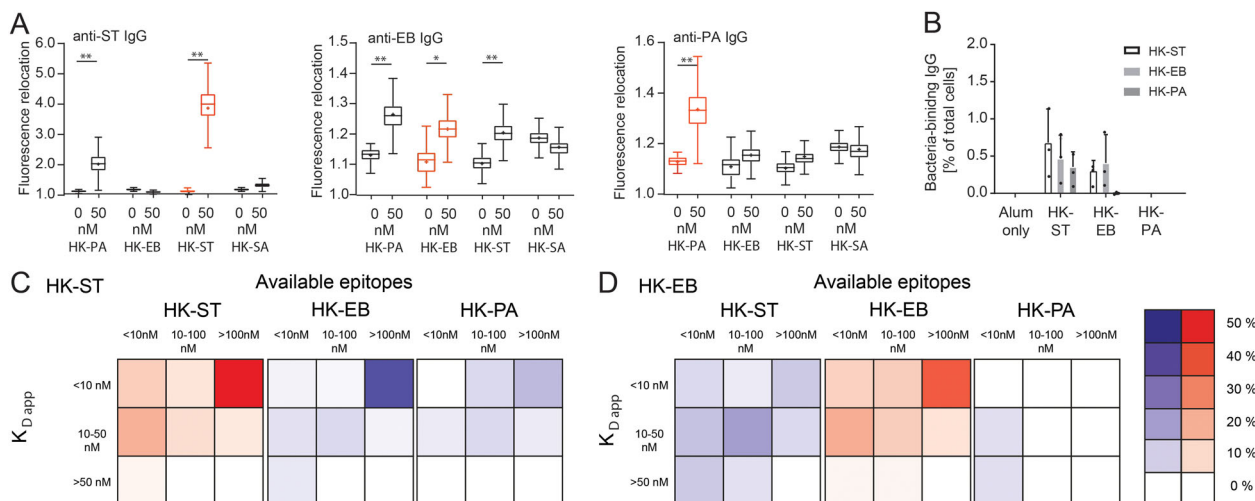 A
anti-ST IgG
Fluorescence relocation
6.0
5.0
4.0
3.0
2.0
1.0
**
**
0 50 0 50 0 50 0 50
nM nM nM nM
HK-PA HK-EB HK-ST HK-SA
anti-EB IgG
Fluorescence relocation
1.5
1.4
1.3
1.2
1.1
1.0
**
*
**
0 50 0 50 0 50 0 50
nM nM nM nM
HK-PA HK-EB HK-ST HK-SA
anti-PA IgG
Fluorescence relocation
1.6
1.4
1.2
1.0
**
0 50 0 50 0 50 0 50
nM nM nM nM
HK-PA HK-EB HK-ST HK-SA
B
Bacteria-binidng IgG
[% of total cells]
2.0
1.5
1.0
0.5
0.0
HK-ST
HK-EB
HK-PA
Alum only
HK-ST
HK-EB
HK-PA
C
HK-ST
Available epitopes
HK-ST HK-EB HK-PA
<10nM 10-100 nM >100nM <10nM 10-100 nM >100nM <10nM 10-100 nM >100nM
K D app
<10 nM
10-50 nM
>50 nM
D
HK-EB
Available epitopes
HK-ST HK-EB HK-PA
<10nM 10-100 nM >100nM <10nM 10-100 nM >100nM <10nM 10-100 nM >100nM
K D app
<10 nM
10-50 nM
>50 nM
50 %
40 %
30 %
20 %
10 %
0 %